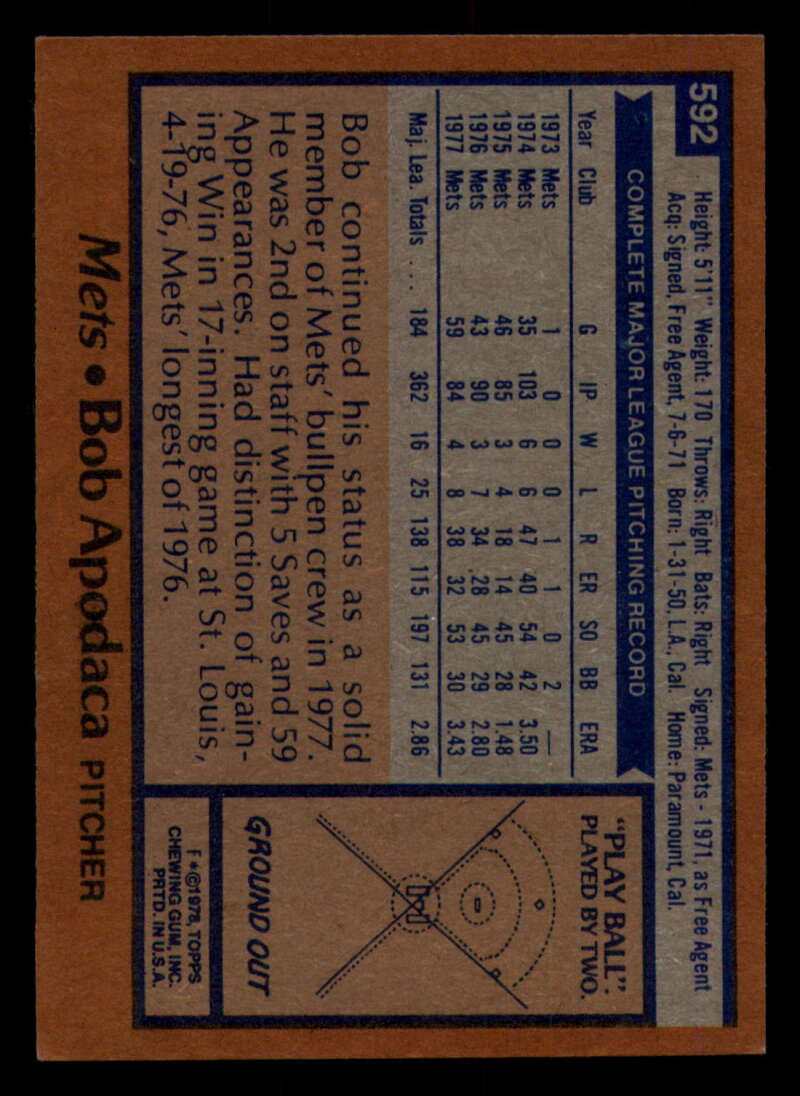 592
Height: 5'11" Weight: 170 Throws: Right Bats: Right Signed: Mets - 1971, as Free Agent
Acq: Signed, Free Agent, 7-6-71 Born: 1-31-50, L.A., Cal. Home: Paramount, Cal.
COMPLETE MAJOR LEAGUE PITCHING RECORD
Year Club G IP W L R ER SO BB ERA
1973 Mets 1 0 0 0 1 1 0 2 —
1974 Mets 35 103 6 6 47 40 54 42 3.50
1975 Mets 46 85 3 4 18 14 45 28 1.48
1976 Mets 43 90 3 7 34 28 45 29 2.80
1977 Mets 59 84 4 8 38 32 53 30 3.43
Maj. Lea. Totals .... 184 362 16 25 138 115 197 131 2.86
Bob continued his status as a solid
member of Mets' bullpen crew in 1977.
He was 2nd on staff with 5 Saves and 59
Appearances. Had distinction of gain-
ing Win in 17-inning game at St. Louis,
4-19-76, Mets' longest of 1976.
"PLAY BALL":
PLAYED BY TWO.
GROUND OUT
F*©1978, TOPPS
CHEWING GUM, INC.
PRTD. IN U.S.A.
Mets • Bob Apodaca PITCHER